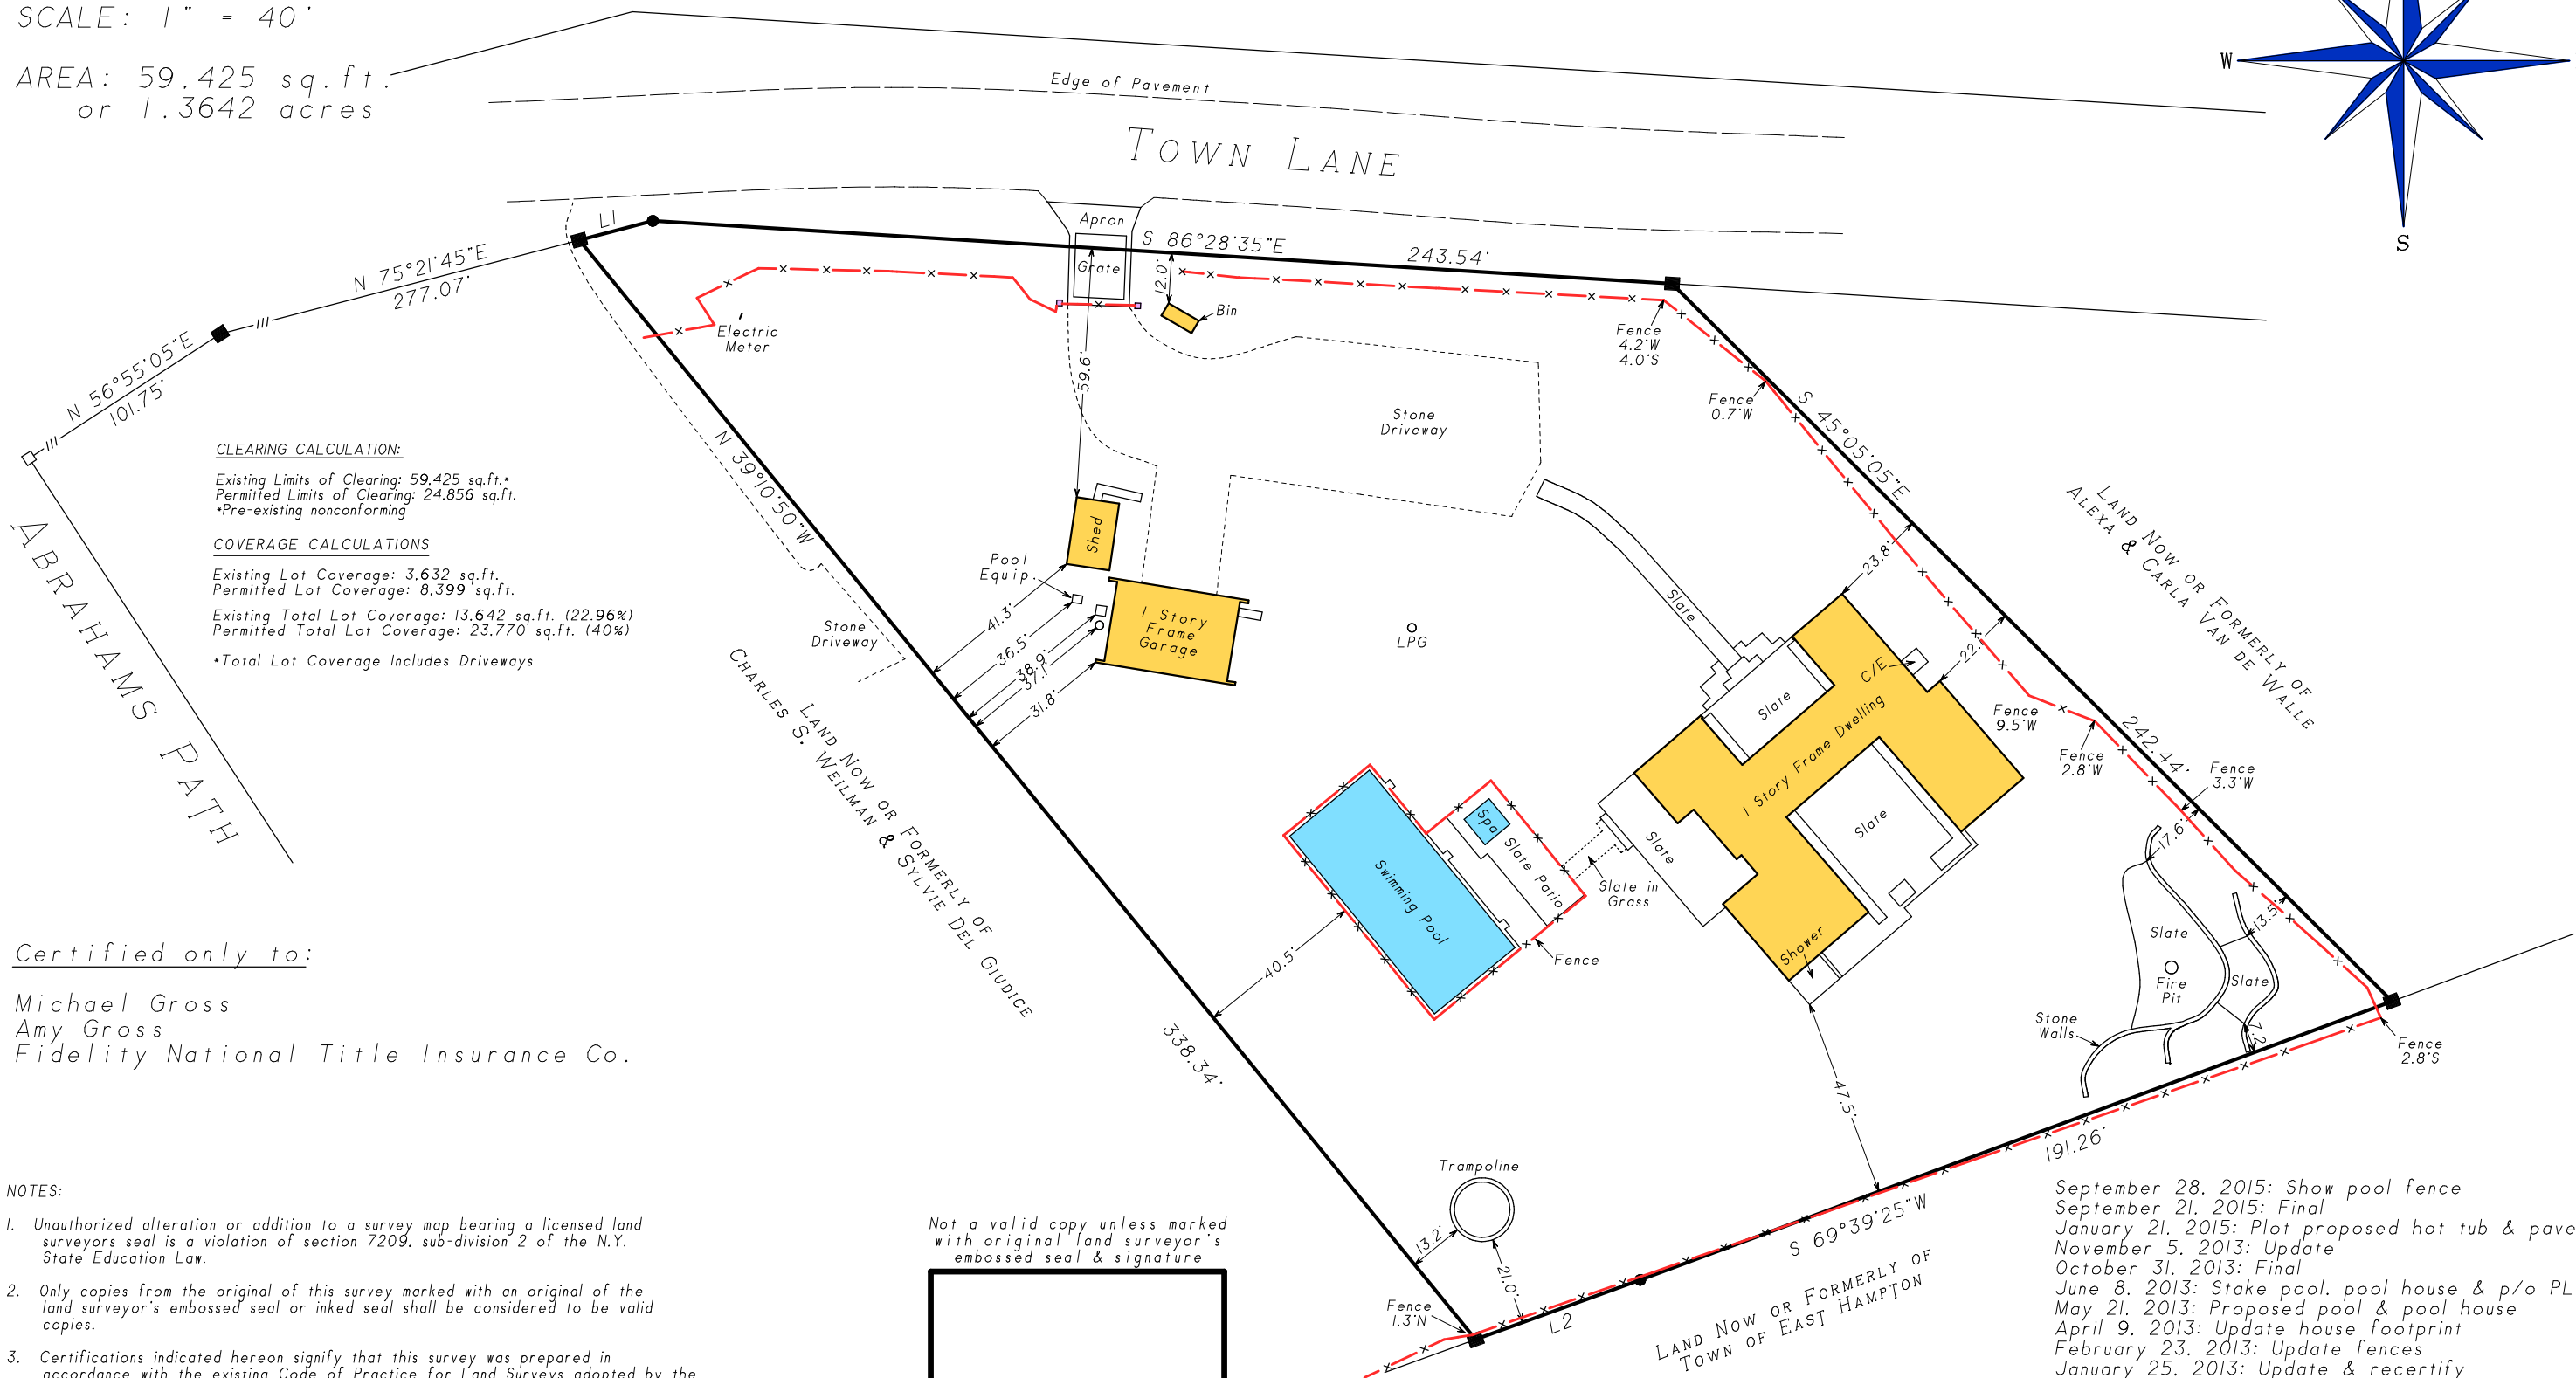 SCALE: 1" = 40'
AREA: 59,425 sq.ft.
or 1.3642 acres
W
S
Edge of Pavement
TOWN LANE
L1
Apron
Grate
S 86°28'35"E
243.54'
N 75°21'45"E
277.07'
N 56°55'05"E
101.75'
12.0'
Bin
59.6'
Electric
Meter
Fence
4.2'W
4.0'S
Fence
0.7'W
S 45°05'05"E
242.44'
Stone
Driveway
CLEARING CALCULATION:
Existing Limits of Clearing: 59,425 sq.ft.*
Permitted Limits of Clearing: 24,856 sq.ft.
*Pre-existing nonconforming
COVERAGE CALCULATIONS
Existing Lot Coverage: 3,632 sq.ft.
Permitted Lot Coverage: 8,399 sq.ft.
Existing Total Lot Coverage: 13,642 sq.ft. (22.96%)
Permitted Total Lot Coverage: 23,770 sq.ft. (40%)
*Total Lot Coverage Includes Driveways
N 39°10'50"W
338.34'
ABRAHAMS PATH
Shed
Pool
Equip.
1 Story
Frame
Garage
41.3'
36.5'
38.9'
37.1'
31.8'
Stone
Driveway
LPG
Slate
23.8'
22.
C/E
Slate
1 Story Frame Dwelling
Slate
Slate
Shower
LAND NOW OR FORMERLY OF
ALEXA & CARLA VAN DE WALLE
Fence
9.5'W
Fence
2.8'W
Fence
3.3'W
17.6'
13.5'
7.2'
Slate
Slate
Fire
Pit
Stone
Walls
Fence
2.8'S
LAND NOW OR FORMERLY OF
CHARLES S. WEILMAN & SYLVIE DEL GIUDICE
Swimming Pool
Spa
Slate Patio
Slate in
Grass
Fence
40.5'
47.5'
Certified only to:
Michael Gross
Amy Gross
Fidelity National Title Insurance Co.
Trampoline
13.2'
21.0'
Fence
1.3'N
L2
S 69°39'25"W
191.26'
LAND NOW OR FORMERLY OF
TOWN OF EAST HAMPTON
NOTES:
1. Unauthorized alteration or addition to a survey map bearing a licensed land
surveyors seal is a violation of section 7209, sub-division 2 of the N.Y.
State Education Law.
2. Only copies from the original of this survey marked with an original of the
land surveyor's embossed seal or inked seal shall be considered to be valid
copies.
3. Certifications indicated hereon signify that this survey was prepared in
accordance with the existing Code of Practice for Land Surveys adopted by the
Not a valid copy unless marked
with original land surveyor's
embossed seal & signature
September 28, 2015: Show pool fence
September 21, 2015: Final
January 21, 2015: Plot proposed hot tub & pave
November 5, 2013: Update
October 31, 2013: Final
June 8, 2013: Stake pool, pool house & p/o PL
May 21, 2013: Proposed pool & pool house
April 9, 2013: Update house footprint
February 23, 2013: Update fences
January 25, 2013: Update & recertify